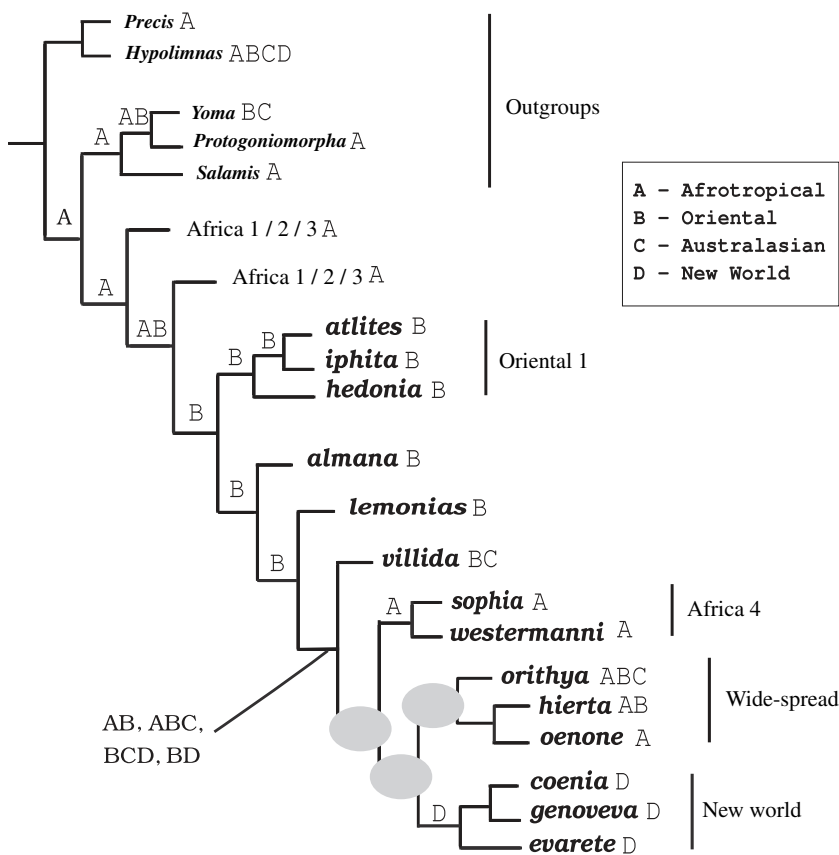 Precis A
Hypolimnas ABCD
Outgroups
AB
Yoma BC
A
Protogoniomorpha A
Salamis A
A – Afrotropical
B – Oriental
C – Australasian
D – New World
A
Africa 1 / 2 / 3 A
A
Africa 1 / 2 / 3 A
AB
atlites B
B
B
iphita B
Oriental 1
hedonia B
B
almana B
B
lemonias B
villida BC
B
sophia A
A
Africa 4
westermanni A
orithya ABC
Wide-spread
hierta AB
oenone A
AB, ABC,
BCD, BD
coenia D
D
genoveva D
New world
evarete D